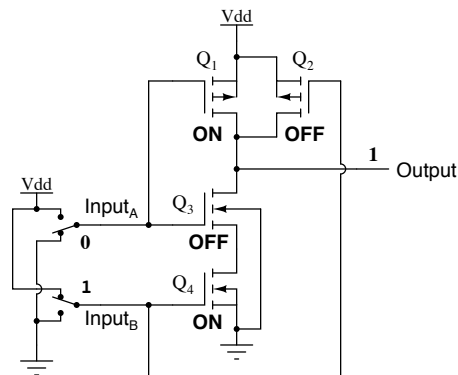 Vdd
Q1 Q2
ON OFF
1
Output
Vdd
InputA
Q3
0
OFF
1
Q4
InputB
ON